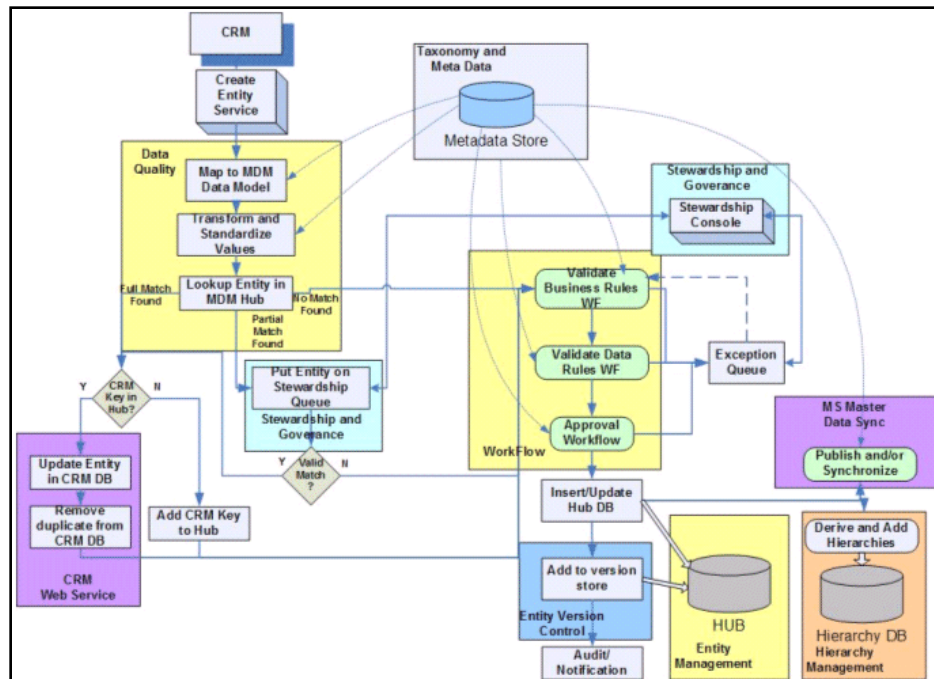 CRM
Create
Entity
Service
Taxonomy and
Meta Data
Metadata Store
Data
Quality
Map to MDM
Data Model
Transform and
Standardize
Values
Lookup Entity in
MDM Hub
Full Match
Found
No Match
Found
Partial
Match
Found
Stewardship and
Goverance
Stewardship
Console
Validate
Business Rules
WF
Validate Data
Rules WF
Approval
Workflow
WorkFlow
Exception
Queue
Put Entity on
Stewardship
Queue
Stewardship and
Goverance
Y
CRM
Key in
Hub?
N
Y
Valid
Match
?
N
MS Master
Data Sync
Publish and/or
Synchronize
Update Entity
in CRM DB
Remove
duplicate from
CRM DB
CRM
Web Service
Add CRM Key
to Hub
Insert/Update
Hub DB
Add to version
store
Entity Version
Control
Audit/
Notification
HUB
Entity
Management
Derive and Add
Hierarchies
Hierarchy DB
Hierarchy
Management